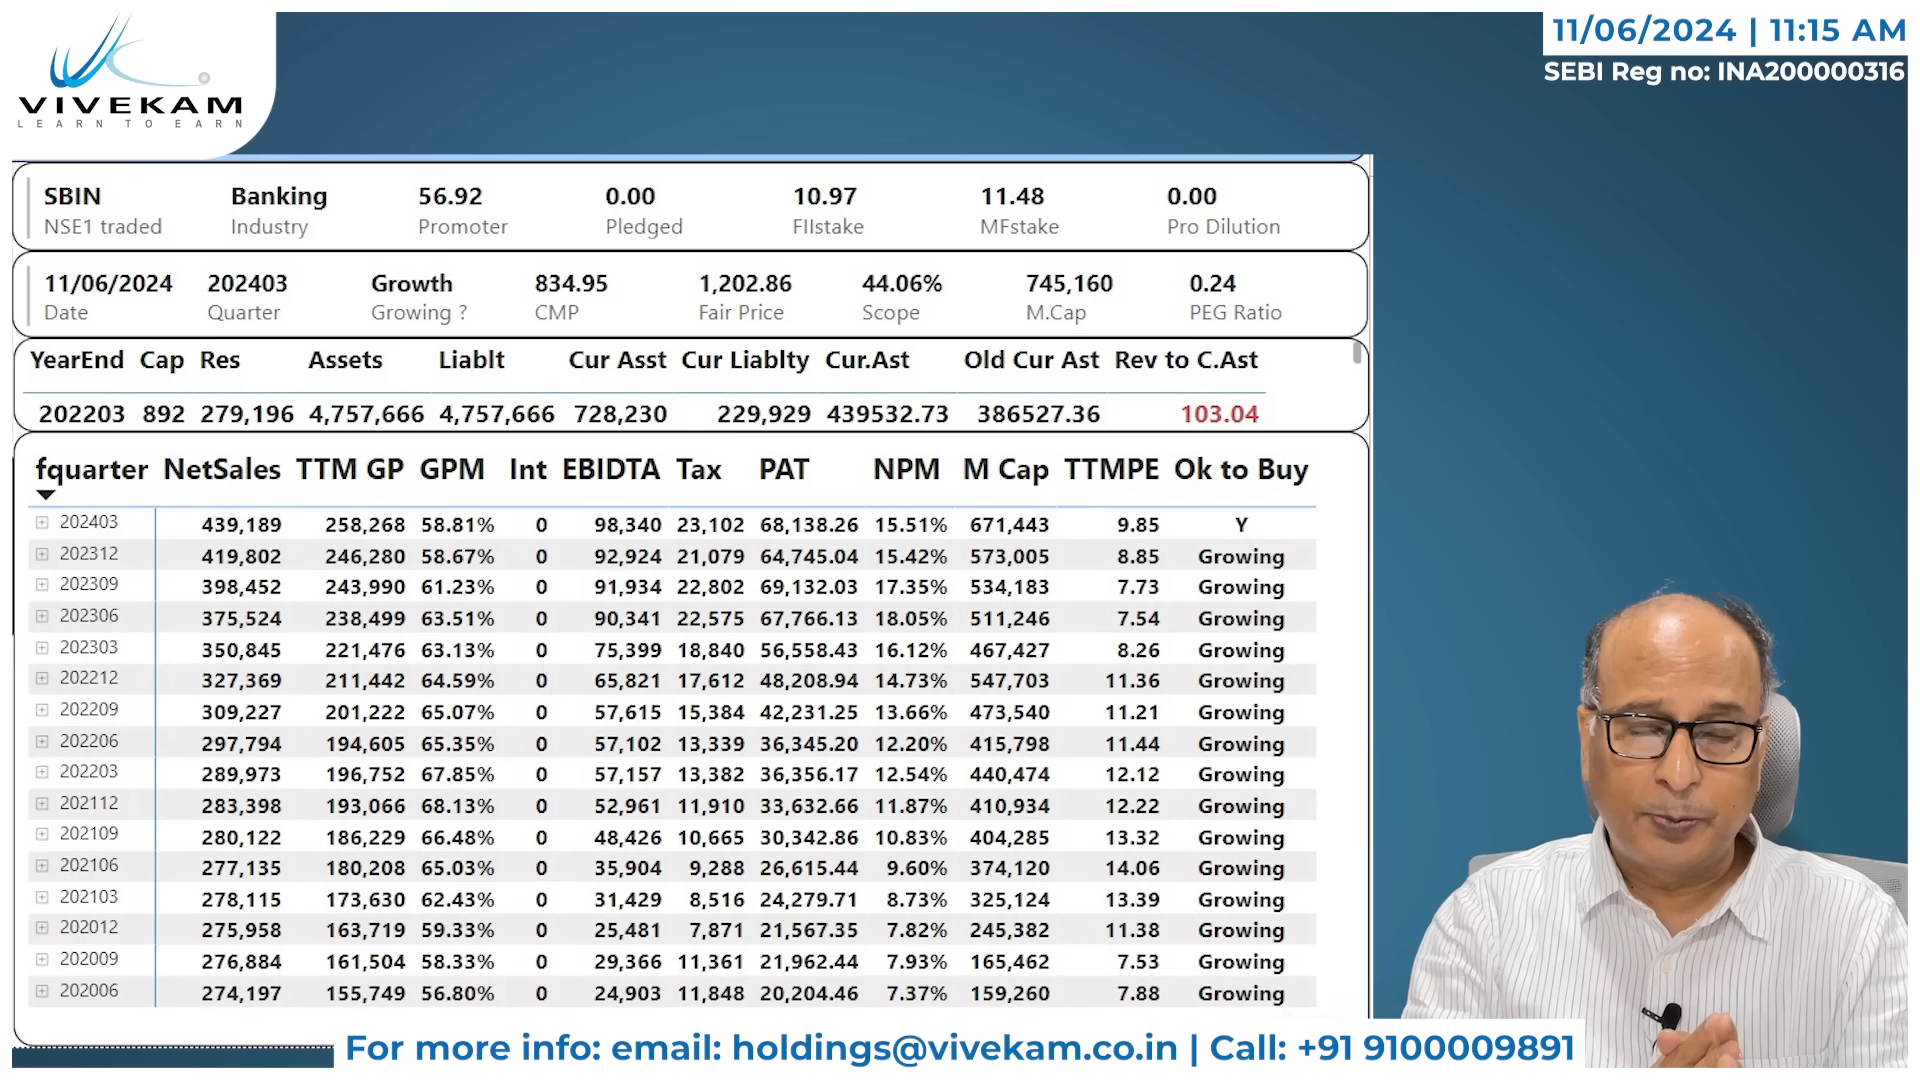 11/06/2024 | 11:15 AM
SEBI Reg no: INA200000316
VIVEKAM
LEARN TO EARN
SBIN Banking 56.92 0.00 10.97 11.48 0.00
NSE1 traded Industry Promoter Pledged FIIstake MFstake Pro Dilution
11/06/2024 202403 Growth 834.95 1,202.86 44.06% 745,160 0.24
Date Quarter Growing ? CMP Fair Price Scope M.Cap PEG Ratio
YearEnd Cap Res Assets Liablt Cur Asst Cur Liablty Cur.Ast Old Cur Ast Rev to C.Ast
202203 892 279,196 4,757,666 4,757,666 728,230 229,929 439532.73 386527.36 103.04
fquarter NetSales TTM GP GPM Int EBIDTA Tax PAT NPM M Cap TTMPE Ok to Buy
202403 439,189 258,268 58.81% 0 98,340 23,102 68,138.26 15.51% 671,443 9.85 Y
202312 419,802 246,280 58.67% 0 92,924 21,079 64,745.04 15.42% 573,005 8.85 Growing
202309 398,452 243,990 61.23% 0 91,934 22,802 69,132.03 17.35% 534,183 7.73 Growing
202306 375,524 238,499 63.51% 0 90,341 22,575 67,766.13 18.05% 511,246 7.54 Growing
202303 350,845 221,476 63.13% 0 75,399 18,840 56,558.43 16.12% 467,427 8.26 Growing
202212 327,369 211,442 64.59% 0 65,821 17,612 48,208.94 14.73% 547,703 11.36 Growing
202209 309,227 201,222 65.07% 0 57,615 15,384 42,231.25 13.66% 473,540 11.21 Growing
202206 297,794 194,605 65.35% 0 57,102 13,339 36,345.20 12.20% 415,798 11.44 Growing
202203 289,973 196,752 67.85% 0 57,157 13,382 36,356.17 12.54% 440,474 12.12 Growing
202112 283,398 193,066 68.13% 0 52,961 11,910 33,632.66 11.87% 410,934 12.22 Growing
202109 280,122 186,229 66.48% 0 48,426 10,665 30,342.86 10.83% 404,285 13.32 Growing
202106 277,135 180,208 65.03% 0 35,904 9,288 26,615.44 9.60% 374,120 14.06 Growing
202103 278,115 173,630 62.43% 0 31,429 8,516 24,279.71 8.73% 325,124 13.39 Growing
202012 275,958 163,719 59.33% 0 25,481 7,871 21,567.35 7.82% 245,382 11.38 Growing
202009 276,884 161,504 58.33% 0 29,366 11,361 21,962.44 7.93% 165,462 7.53 Growing
202006 274,197 155,749 56.80% 0 24,903 11,848 20,204.46 7.37% 159,260 7.88 Growing
For more info: email: holdings@vivekam.co.in | Call: +91 9100009891